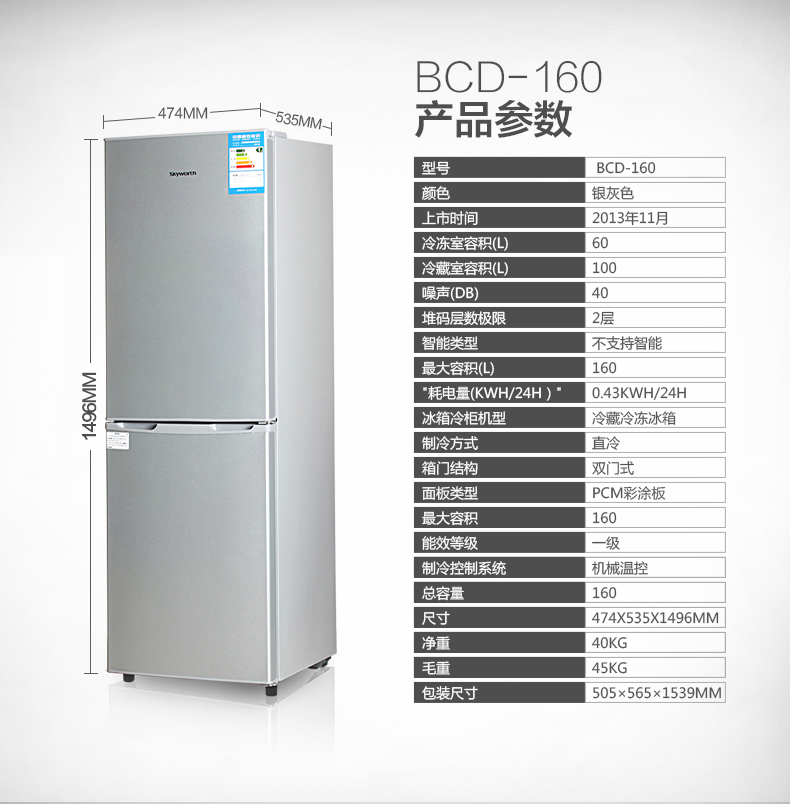 BCD-160
产品参数
474MM
535MM
1496MM
Skyworth
型号 BCD-160
颜色 银灰色
上市时间 2013年11月
冷冻室容积(L) 60
冷藏室容积(L) 100
噪声(DB) 40
堆码层数极限 2层
智能类型 不支持智能
最大容积(L) 160
"耗电量(KWH/24H）" 0.43KWH/24H
冰箱冷柜机型 冷藏冷冻冰箱
制冷方式 直冷
箱门结构 双门式
面板类型 PCM彩涂板
最大容积 160
能效等级 一级
制冷控制系统 机械温控
总容量 160
尺寸 474X535X1496MM
净重 40KG
毛重 45KG
包装尺寸 505×565×1539MM